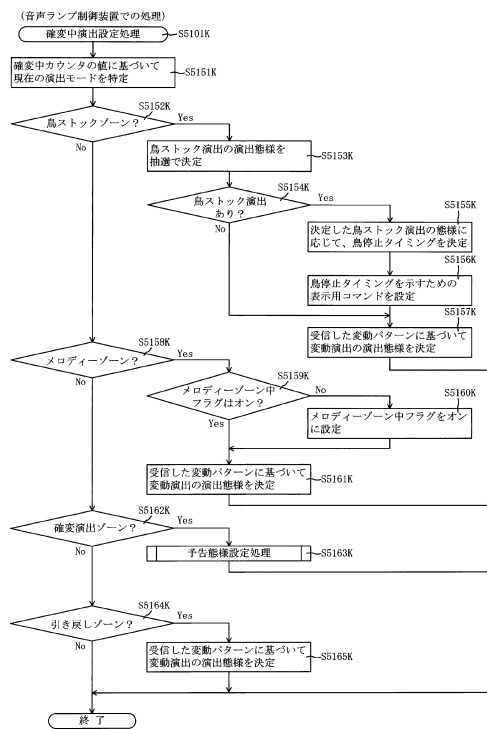 (音声ランプ制御装置での処理)
確変中演出設定処理
S5101K
確変中カウンタの値に基づいて
現在の演出モードを特定
S5151K
鳥ストックゾーン?
S5152K
Yes
No
鳥ストック演出の演出態様を
抽選で決定
S5153K
鳥ストック演出
あり?
S5154K
Yes
No
決定した鳥ストック演出の態様に
応じて、鳥停止タイミングを決定
S5155K
鳥停止タイミングを示すための
表示用コマンドを設定
S5156K
受信した変動パターンに基づいて
変動演出の演出態様を決定
S5157K
メロディーゾーン?
S5158K
Yes
No
メロディーゾーン中
フラグはオン?
S5159K
No
Yes
メロディーゾーン中フラグをオン
に設定
S5160K
受信した変動パターンに基づいて
変動演出の演出態様を決定
S5161K
確変演出ゾーン?
S5162K
Yes
No
予告態様設定処理
S5163K
引き戻しゾーン?
S5164K
Yes
No
受信した変動パターンに基づいて
変動演出の演出態様を決定
S5165K
終了